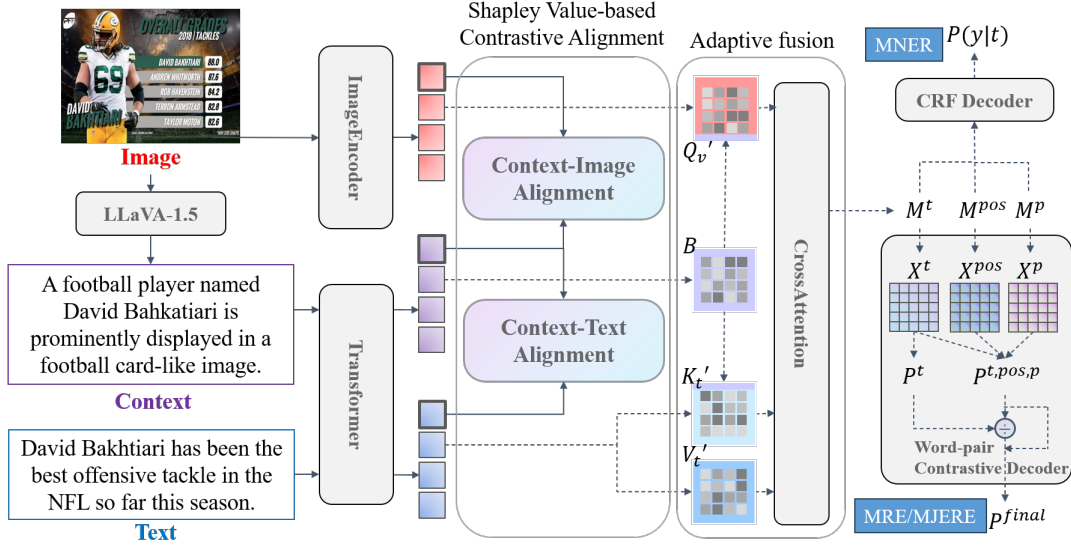 PFF
OVERALL GRADES
2018 | TACKLES
DAVID BAKHTIARI 88.0
ANDREW WHITWORTH 87.6
ROB HAVENSTEIN 84.2
TERRON ARMSTEAD 82.8
TAYLOR MOTON 82.6
69
DAVID
BAKHTIARI
Image
LLaVA-1.5
A football player named
David Bahkatiari is
prominently displayed in a
football card-like image.
Context
David Bakhtiari has been the
best offensive tackle in the
NFL so far this season.
Text
ImageEncoder
Transformer
Shapley Value-based
Contrastive Alignment
Context-Image
Alignment
Context-Text
Alignment
Adaptive fusion
Q_v'
B
K_t'
V_t'
CrossAttention
MNER P(y|t)
CRF Decoder
M^t M^{pos} M^p
X^t X^{pos} X^p
P^t P^{t,pos,p}
÷
Word-pair
Contrastive Decoder
MRE/MJERE P^{final}